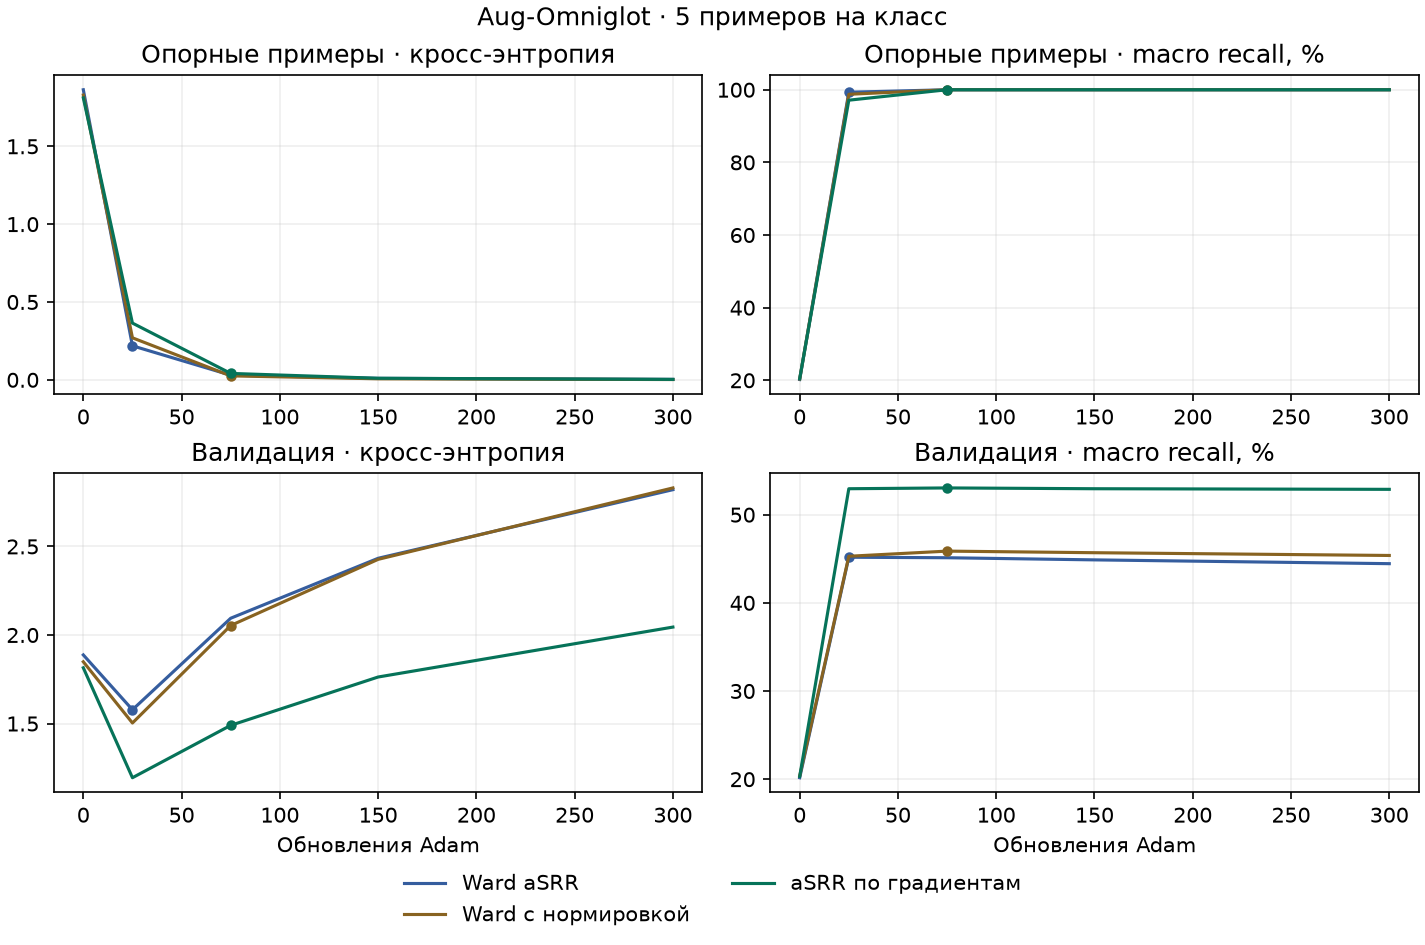 Aug-Omniglot · 5 примеров на класс
Опорные примеры · кросс-энтропия
1.5
1.0
0.5
0.0
0 50 100 150 200 250 300
Опорные примеры · macro recall, %
100
80
60
40
20
0 50 100 150 200 250 300
Валидация · кросс-энтропия
2.5
2.0
1.5
0 50 100 150 200 250 300
Обновления Adam
Валидация · macro recall, %
50
40
30
20
0 50 100 150 200 250 300
Обновления Adam
Ward aSRR
Ward с нормировкой
aSRR по градиентам